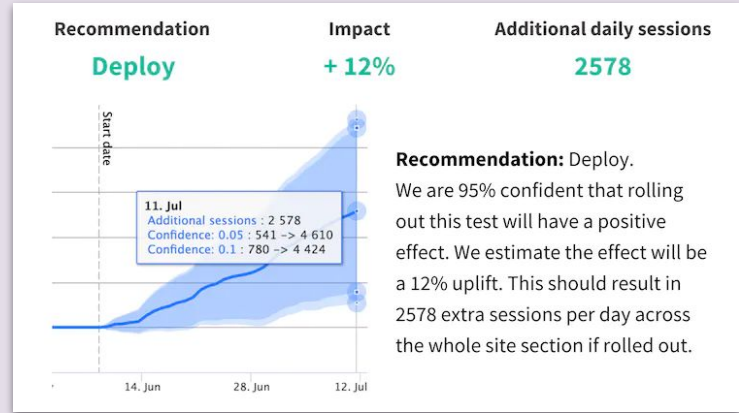 Recommendation
Impact
Additional daily sessions
Deploy
+ 12%
2578
Start date
11. Jul
Additional sessions : 2 578
Confidence: 0.05 : 541 -> 4 610
Confidence: 0.1 : 780 -> 4 424
14. Jun
28. Jun
12. Jul
Recommendation: Deploy.
We are 95% confident that rolling
out this test will have a positive
effect. We estimate the effect will be
a 12% uplift. This should result in
2578 extra sessions per day across
the whole site section if rolled out.